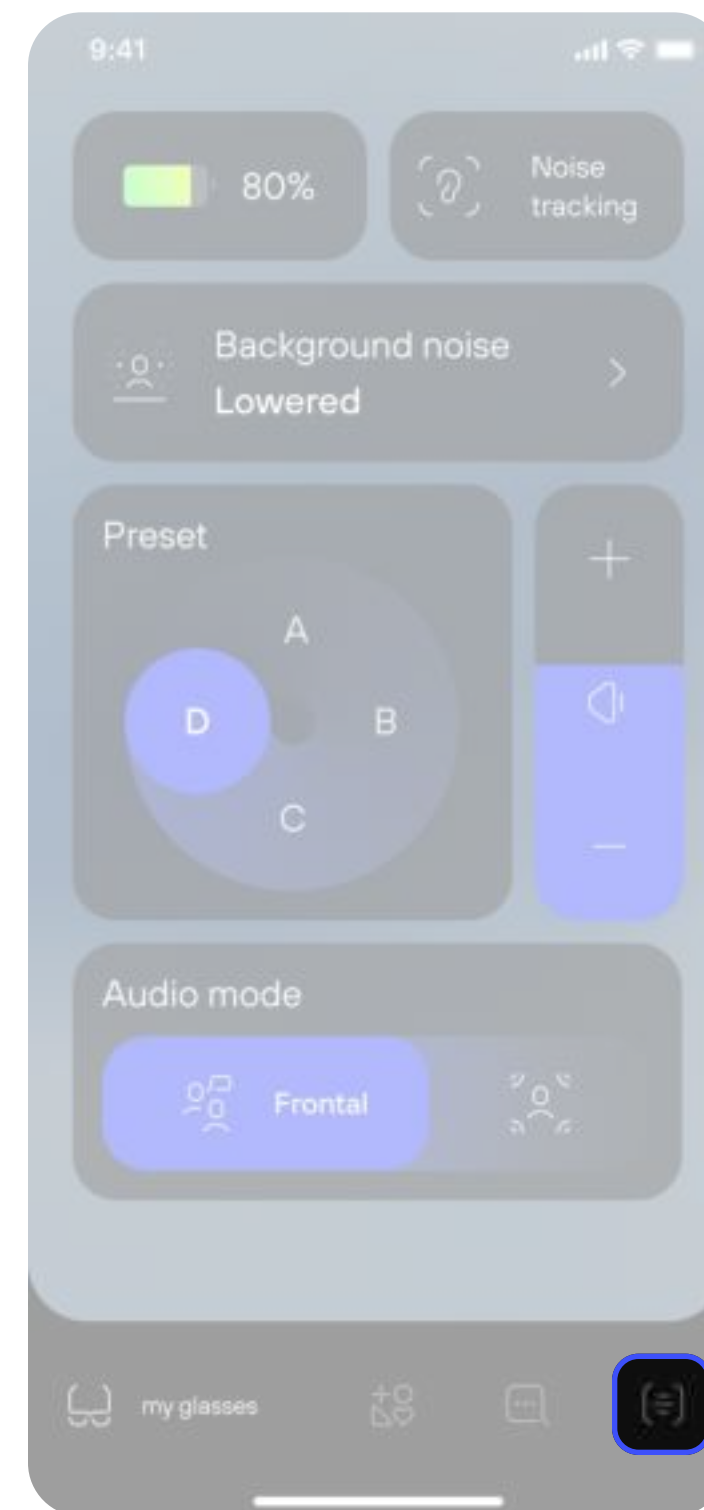 9:41
80%
Noise
tracking
Background noise
Lowered
Preset
A
D
B
C
Audio mode
Frontal
my glasses